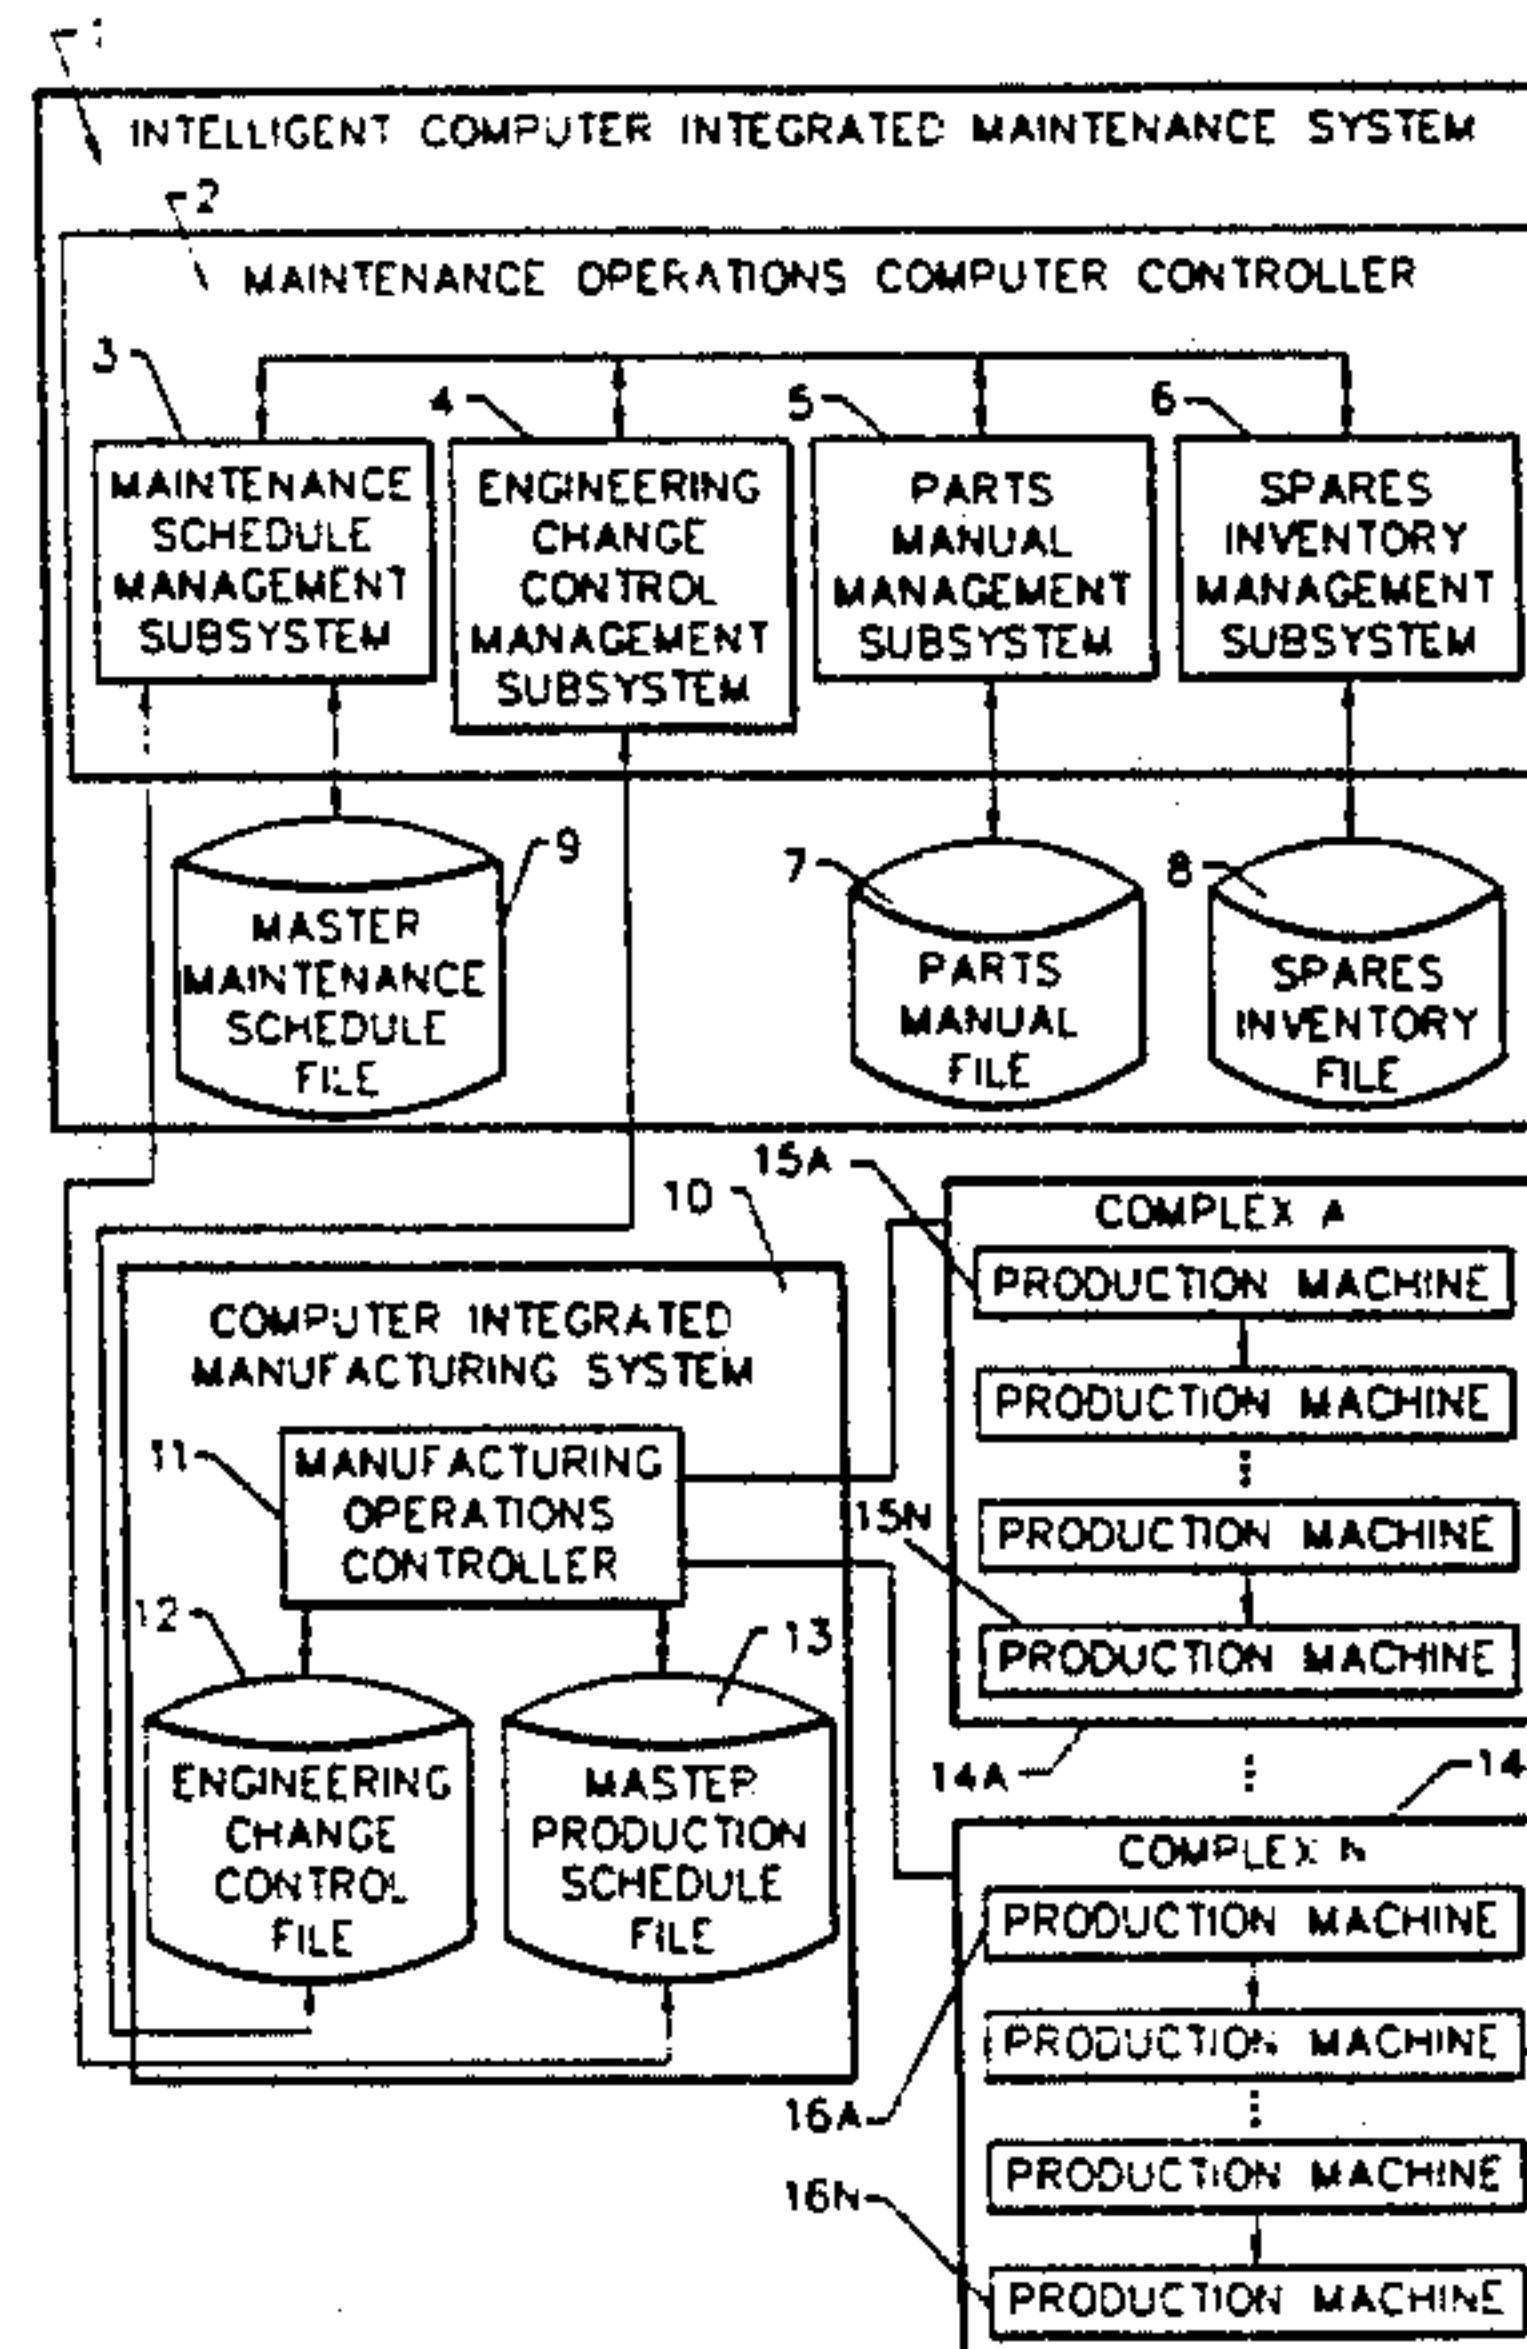 1
INTELLIGENT COMPUTER INTEGRATED MAINTENANCE SYSTEM
2
MAINTENANCE OPERATIONS COMPUTER CONTROLLER
3
MAINTENANCE
SCHEDULE
MANAGEMENT
SUBSYSTEM
4
ENGINEERING
CHANGE
CONTROL
MANAGEMENT
SUBSYSTEM
5
PARTS
MANUAL
MANAGEMENT
SUBSYSTEM
6
SPARES
INVENTORY
MANAGEMENT
SUBSYSTEM
9
MASTER
MAINTENANCE
SCHEDULE
FILE
7
PARTS
MANUAL
FILE
8
SPARES
INVENTORY
FILE
10
COMPUTER INTEGRATED
MANUFACTURING SYSTEM
11
MANUFACTURING
OPERATIONS
CONTROLLER
12
ENGINEERING
CHANGE
CONTROL
FILE
13
MASTER
PRODUCTION
SCHEDULE
FILE
15A
COMPLEX A
PRODUCTION MACHINE
PRODUCTION MACHINE
15N
PRODUCTION MACHINE
PRODUCTION MACHINE
14A
14
COMPLEX N
PRODUCTION MACHINE
PRODUCTION MACHINE
16A
PRODUCTION MACHINE
16N
PRODUCTION MACHINE